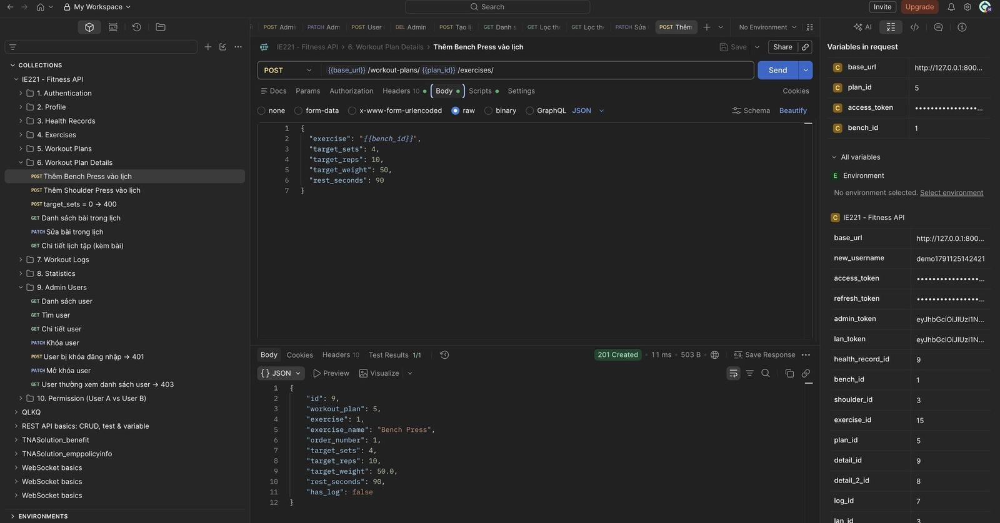 My Workspace
Search
Invite
Upgrade
POST Admi
PATCH Adm
POST User
DEL Admin
POST Tạo lị
GET Danh s
GET Lọc th
GET Lọc th
PATCH Sửa
POST Thêm
No Environment
AI
IE221 - Fitness API > 6. Workout Plan Details > Thêm Bench Press vào lịch
Save
Share
Variables in request
COLLECTIONS
IE221 - Fitness API
1. Authentication
2. Profile
3. Health Records
4. Exercises
5. Workout Plans
6. Workout Plan Details
POST Thêm Bench Press vào lịch
POST Thêm Shoulder Press vào lịch
POST target_sets = 0 → 400
GET Danh sách bài trong lịch
PATCH Sửa bài trong lịch
GET Chi tiết lịch tập (kèm bài)
7. Workout Logs
8. Statistics
9. Admin Users
GET Danh sách user
GET Tìm user
GET Chi tiết user
PATCH Khóa user
POST User bị khóa đăng nhập → 401
PATCH Mở khóa user
GET User thường xem danh sách user → 403
10. Permission (User A vs User B)
QLKQ
REST API basics: CRUD, test & variable
TNASolution_benefit
TNASolution_emppolicyinfo
WebSocket basics
WebSocket basics
WebSocket basics
ENVIRONMENTS
HTTP
POST
{{base_url}} /workout-plans/ {{plan_id}} /exercises/
Send
Docs
Params
Authorization
Headers 10
Body
Scripts
Settings
Cookies
none
form-data
x-www-form-urlencoded
raw
binary
GraphQL
JSON
Schema
Beautify
1 {
2 "exercise": "{{bench_id}}",
3 "target_sets": 4,
4 "target_reps": 10,
5 "target_weight": 50,
6 "rest_seconds": 90
7 }
Body
Cookies
Headers 10
Test Results 1/1
201 Created
11 ms
503 B
e.g. Save Response
{} JSON
Preview
Visualize
1 {
2 "id": 9,
3 "workout_plan": 5,
4 "exercise": 1,
5 "exercise_name": "Bench Press",
6 "order_number": 1,
7 "target_sets": 4,
8 "target_reps": 10,
9 "target_weight": 50.0,
10 "rest_seconds": 90,
11 "has_log": false
12 }
C base_url http://127.0.0.1:800...
C plan_id 5
C access_token ••••••••••••••••...
C bench_id 1
All variables
E Environment
No environment selected. Select environment
C IE221 - Fitness API
base_url http://127.0.0.1:800...
new_username demo1791125142421
access_token ••••••••••••••••...
refresh_token ••••••••••••••••...
admin_token eyJhbGciOiJIUzI1N...
lan_token eyJhbGciOiJIUzI1N...
health_record_id 9
bench_id 1
shoulder_id 3
exercise_id 15
plan_id 5
detail_id 9
detail_2_id 8
log_id 7
lan_id 3